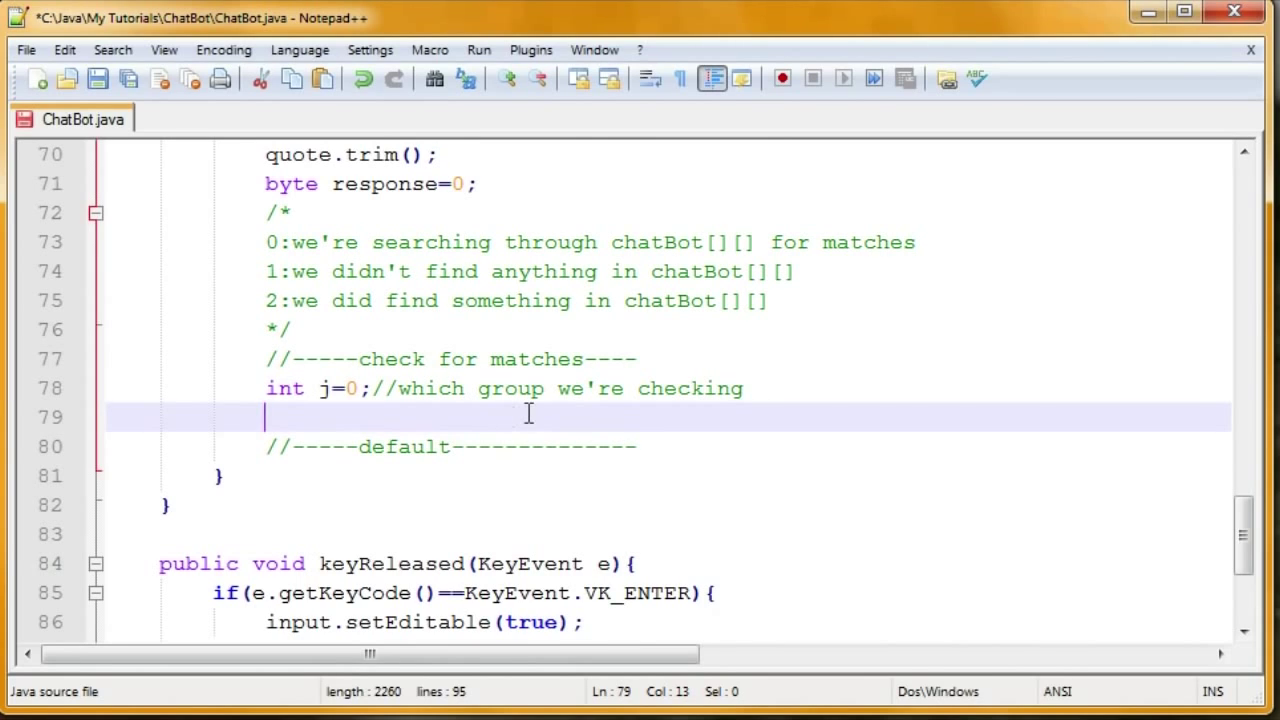 *C:\Java\My Tutorials\ChatBot\ChatBot.java - Notepad++
File Edit Search View Encoding Language Settings Macro Run Plugins Window ? X
ABC
ChatBot.java
70 quote.trim();
71 byte response=0;
72 /*
73 0:we're searching through chatBot[][] for matches
74 1:we didn't find anything in chatBot[][]
75 2:we did find something in chatBot[][]
76 */
77 //-----check for matches----
78 int j=0;//which group we're checking
79
80 //-----default--------------
81 }
82 }
83
84 public void keyReleased(KeyEvent e){
85 if(e.getKeyCode()==KeyEvent.VK_ENTER){
86 input.setEditable(true);
Java source file length : 2260 lines : 95 Ln : 79 Col : 13 Sel : 0 Dos\Windows ANSI INS